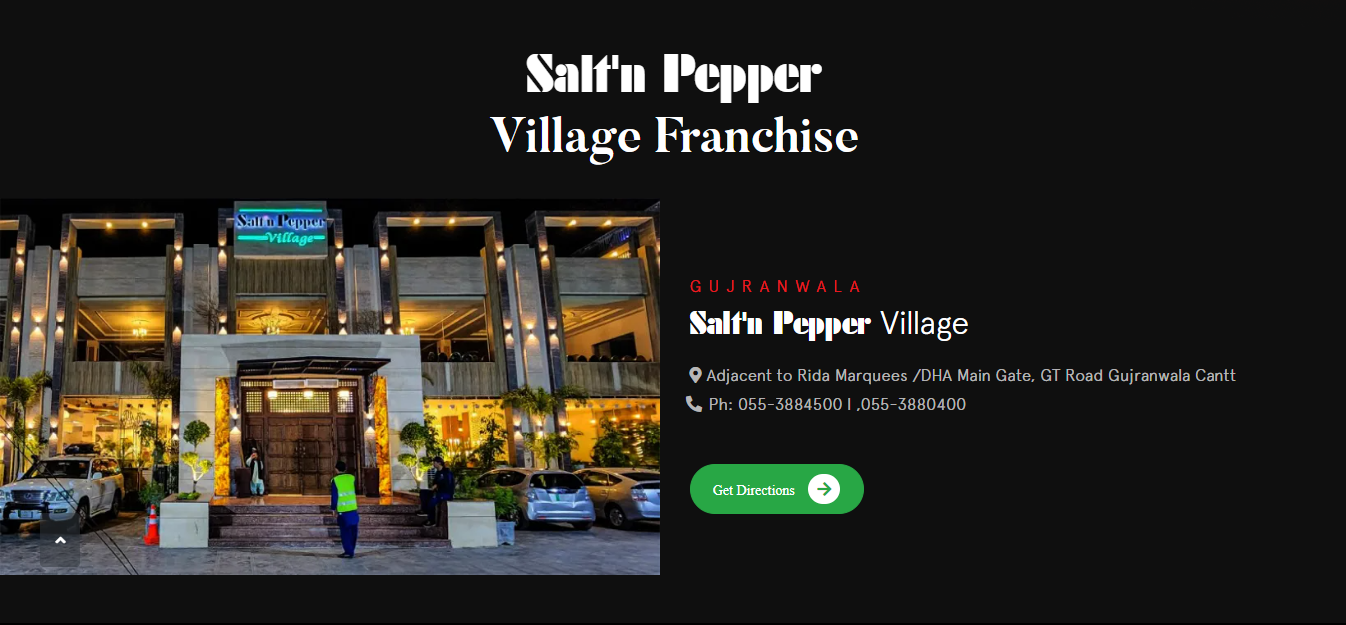 Salt'n Pepper
Village Franchise
Salt'n Pepper
Village
GUJRANWALA
Salt'n Pepper Village
Adjacent to Rida Marquees /DHA Main Gate, GT Road Gujranwala Cantt
Ph: 055-3884500 I ,055-3880400
Get Directions